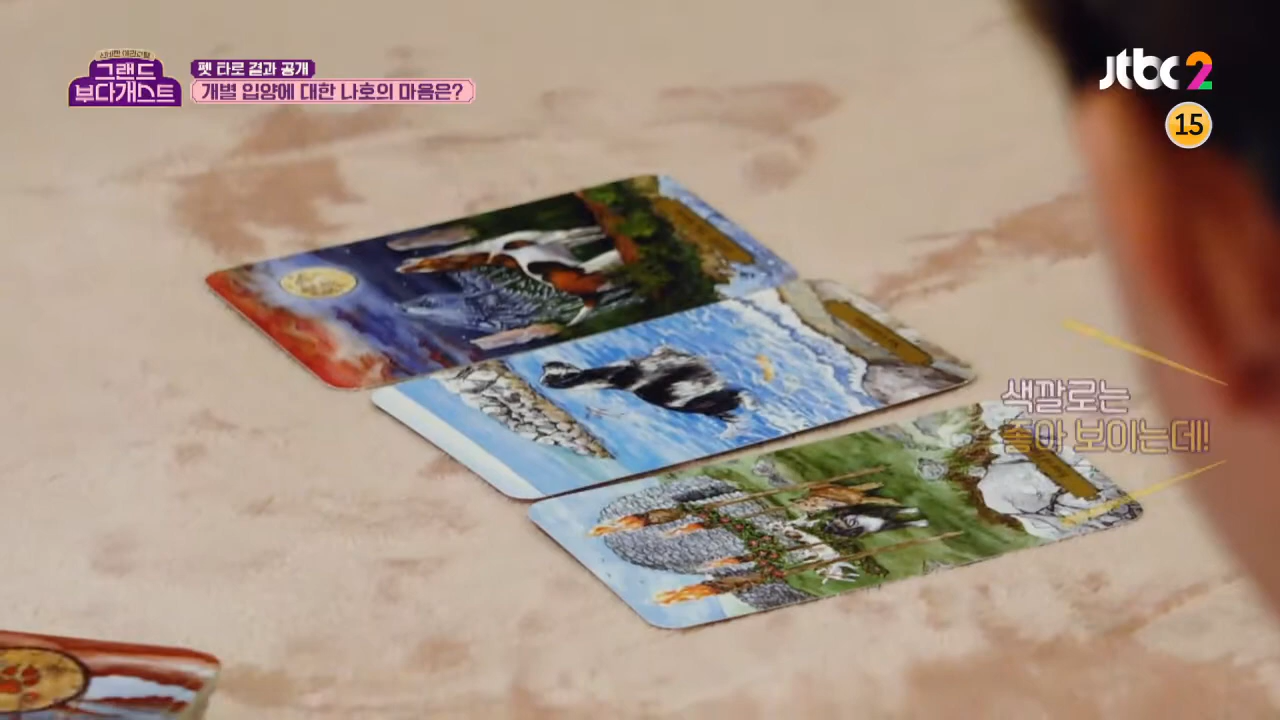 그랜드
부다개스트
펫 타로 결과 공개
개별 입양에 대한 나호의 마음은?
jtbc 2
15
색깔로는
좋아 보이는데!